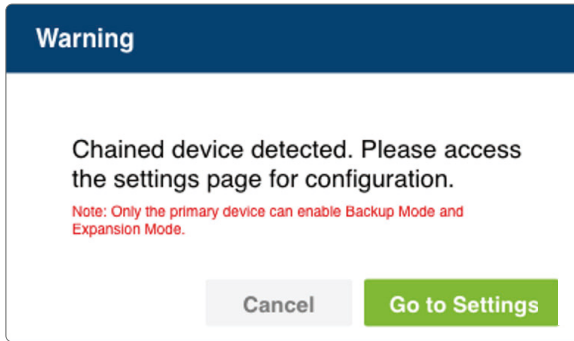 Warning
Chained device detected. Please access
the settings page for configuration.
Note: Only the primary device can enable Backup Mode and
Expansion Mode.
Cancel
Go to Settings